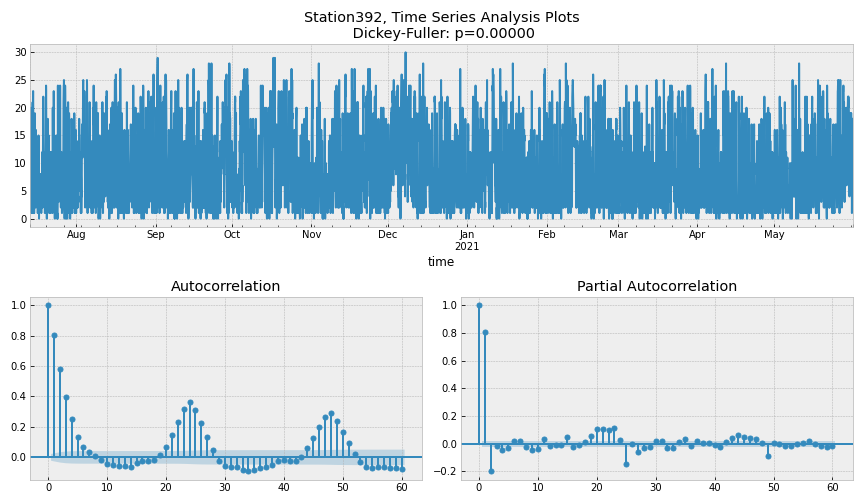 Station392, Time Series Analysis Plots
Dickey-Fuller: p=0.00000
30
25
20
15
10
5
0
Aug Sep Oct Nov Dec Jan Feb Mar Apr May
2021
time
Autocorrelation
1.0
0.8
0.6
0.4
0.2
0.0
0 10 20 30 40 50 60
Partial Autocorrelation
1.0
0.8
0.6
0.4
0.2
0.0
−0.2
0 10 20 30 40 50 60